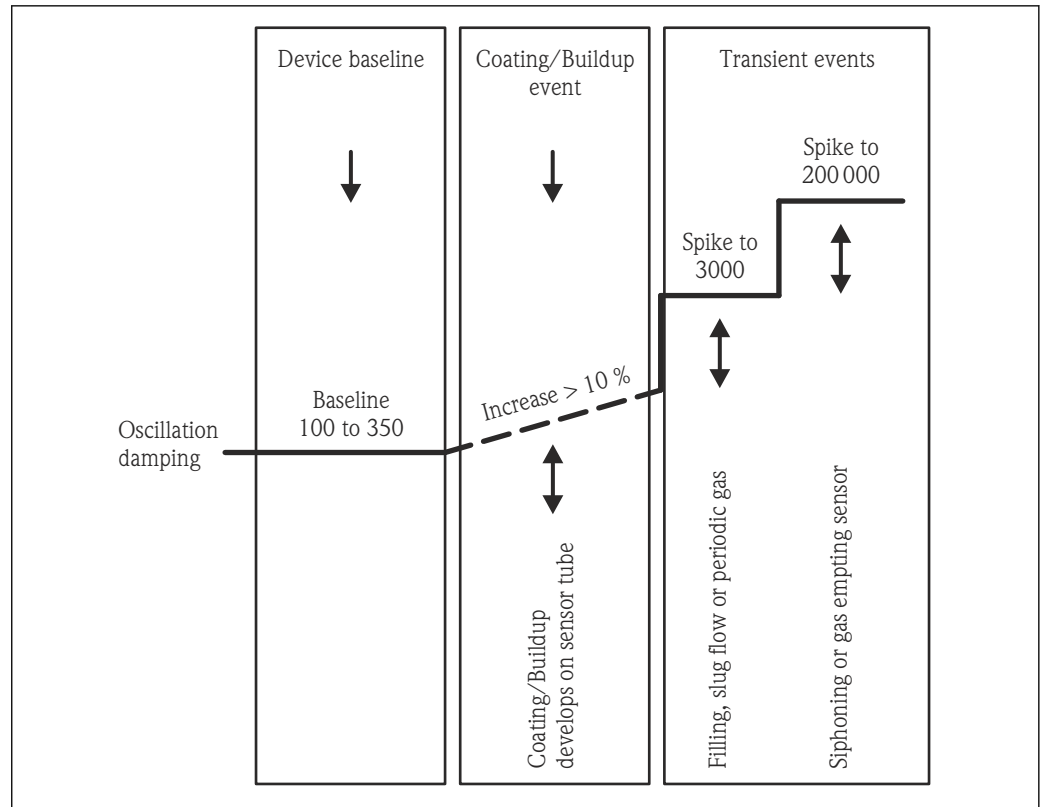 Device baseline
Coating/Buildup
event
Transient events
Spike to
200 000
Spike to
3000
Increase > 10 %
Baseline
100 to 350
Oscillation
damping
Coating/Buildup
develops on sensor tube
Filling, slug flow or periodic gas
Siphoning or gas empting sensor